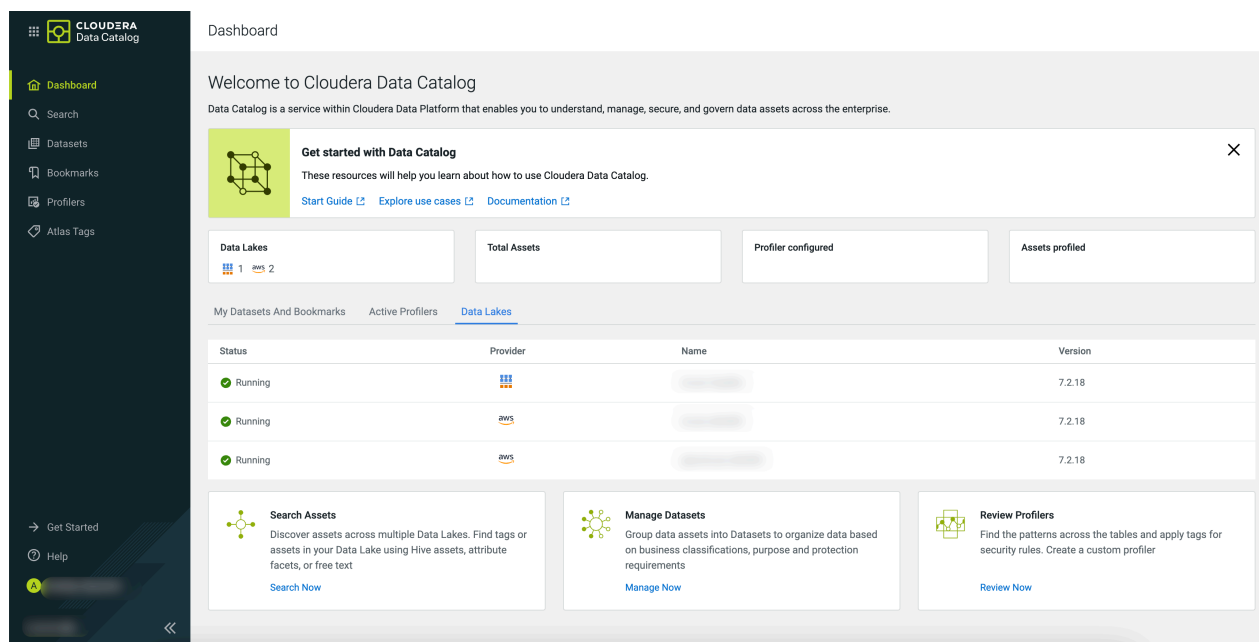 CLOUDERA
Data Catalog
Dashboard
Search
Datasets
Bookmarks
Profilers
Atlas Tags
Get Started
Help
A
Dashboard
Welcome to Cloudera Data Catalog
Data Catalog is a service within Cloudera Data Platform that enables you to understand, manage, secure, and govern data assets across the enterprise.
Get started with Data Catalog
These resources will help you learn about how to use Cloudera Data Catalog.
Start Guide Explore use cases Documentation
Data Lakes Total Assets Profiler configured Assets profiled
1 aws 2
My Datasets And Bookmarks Active Profilers Data Lakes
Status Provider Name Version
Running 7.2.18
Running aws 7.2.18
Running aws 7.2.18
Search Assets
Discover assets across multiple Data Lakes. Find tags or
assets in your Data Lake using Hive assets, attribute
facets, or free text
Search Now
Manage Datasets
Group data assets into Datasets to organize data based
on business classifications, purpose and protection
requirements
Manage Now
Review Profilers
Find the patterns across the tables and apply tags for
security rules. Create a custom profiler
Review Now